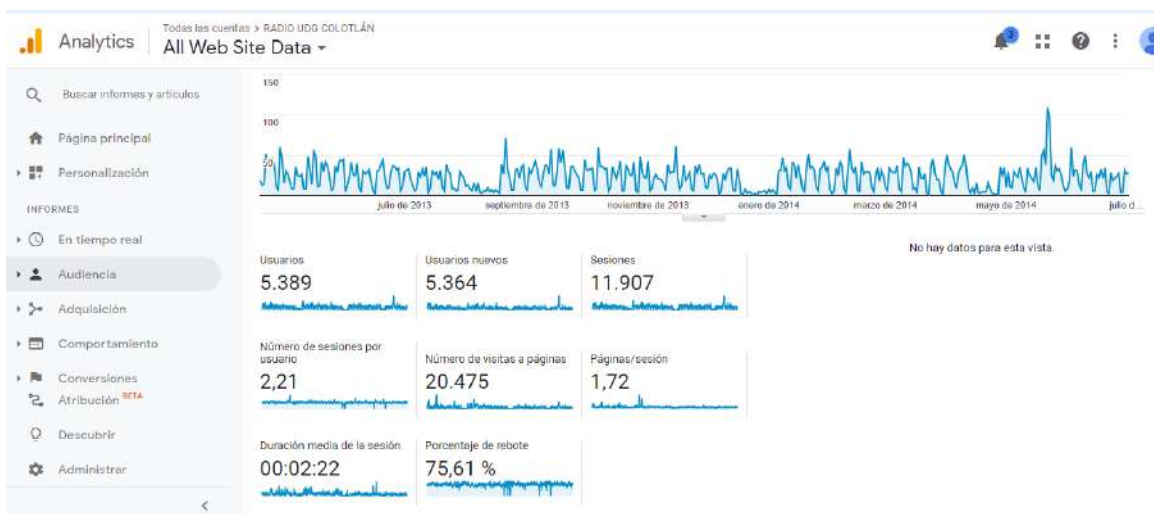 Analytics
Todas las cuentas > RADIO UDG COLOTLÁN
All Web Site Data
3
Buscar informes y artículos
Página principal
Personalización
INFORMES
En tiempo real
Audiencia
Adquisición
Comportamiento
Conversiones
Atribución BETA
Descubrir
Administrar
150
100
50
julio de 2013
septiembre de 2013
noviembre de 2013
enero de 2014
marzo de 2014
mayo de 2014
julio d...
No hay datos para esta vista.
Usuarios
5.389
Usuarios nuevos
5.364
Sesiones
11.907
Número de sesiones por
usuario
2,21
Número de visitas a páginas
20.475
Páginas/sesión
1,72
Duración media de la sesión
00:02:22
Porcentaje de rebote
75,61 %